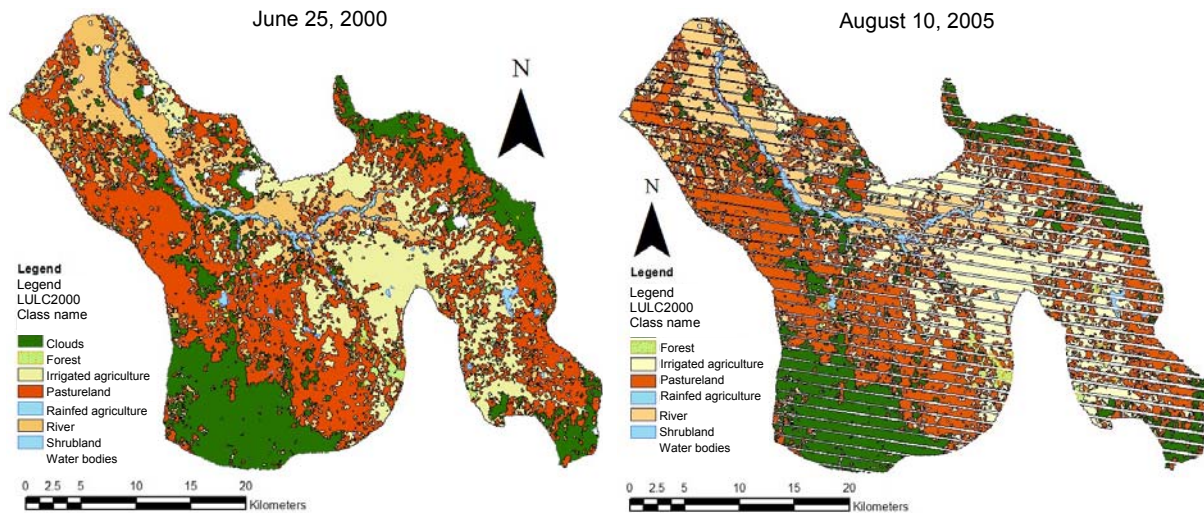 June 25, 2000
N
Legend
Legend
LULC2000
Class name
Clouds
Forest
Irrigated agriculture
Pastureland
Rainfed agriculture
River
Shrubland
Water bodies
0 2.5 5 10 15 20
Kilometers
August 10, 2005
N
Legend
Legend
LULC2000
Class name
Forest
Irrigated agriculture
Pastureland
Rainfed agriculture
River
Shrubland
Water bodies
0 2.5 5 10 15 20
Kilometers